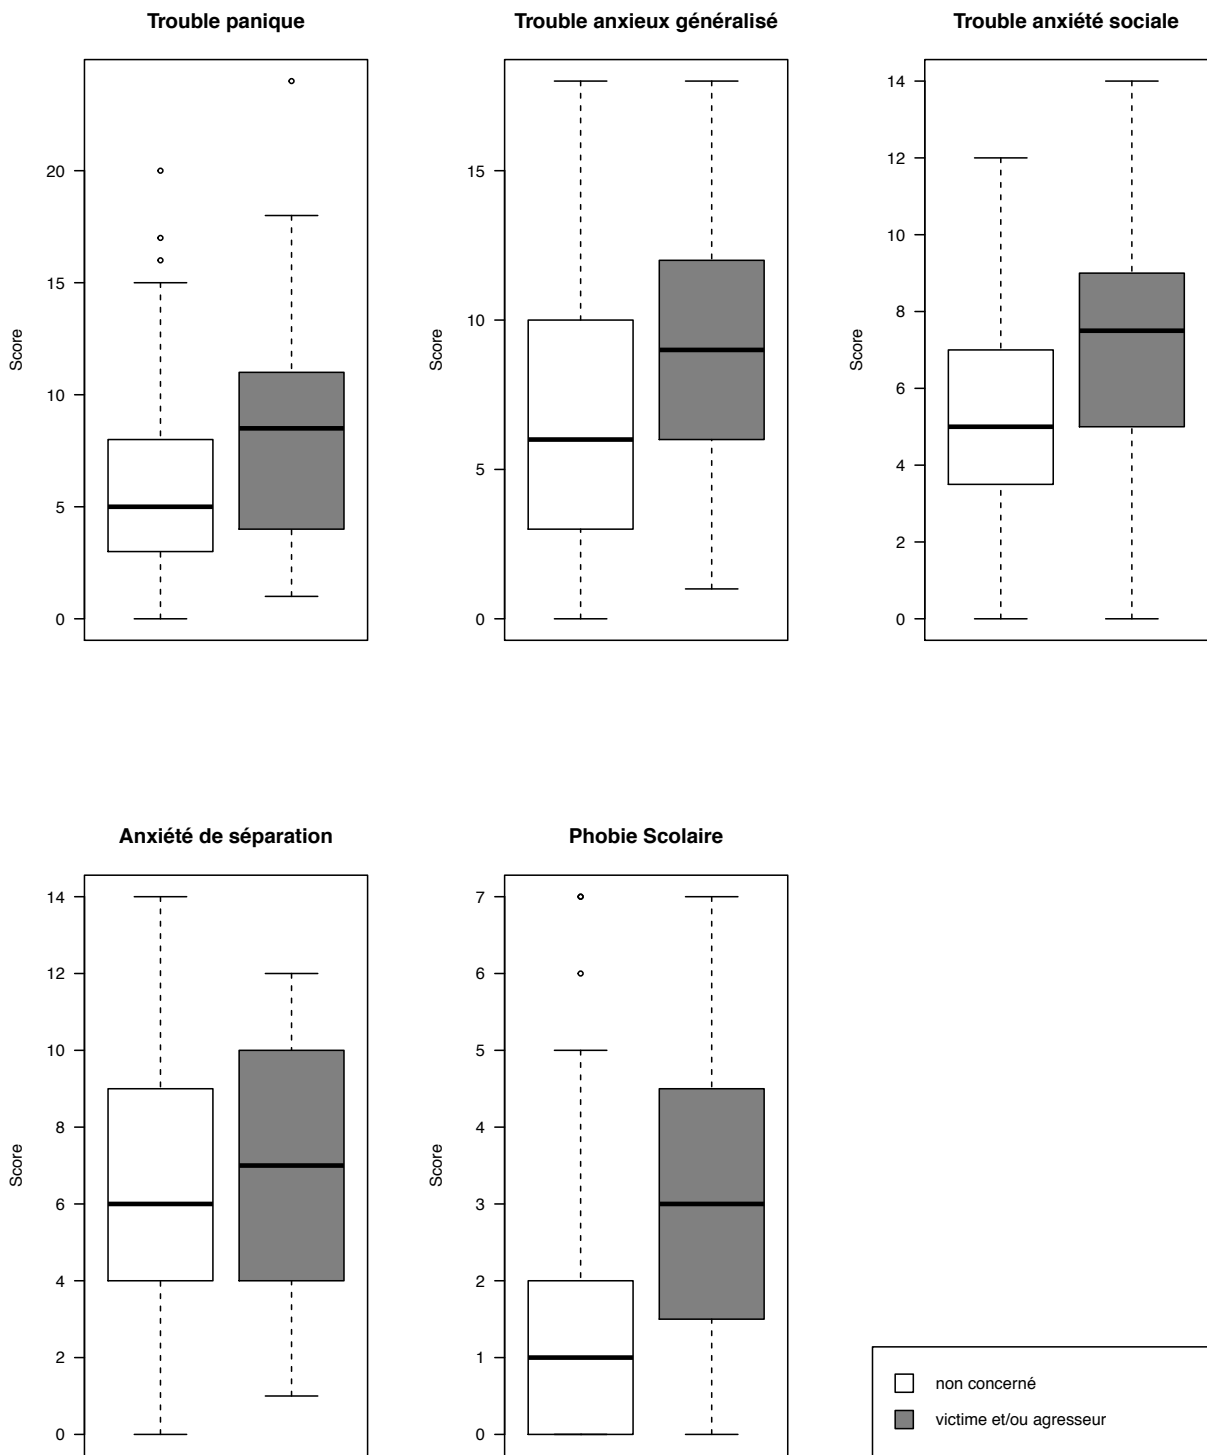 Trouble panique
Trouble anxieux généralisé
Trouble anxiété sociale
Score
0
5
10
15
20
Score
0
5
10
15
Score
0
2
4
6
8
10
12
14
Anxiété de séparation
Phobie Scolaire
Score
0
2
4
6
8
10
12
14
Score
0
1
2
3
4
5
6
7
non concerné
victime et/ou agresseur